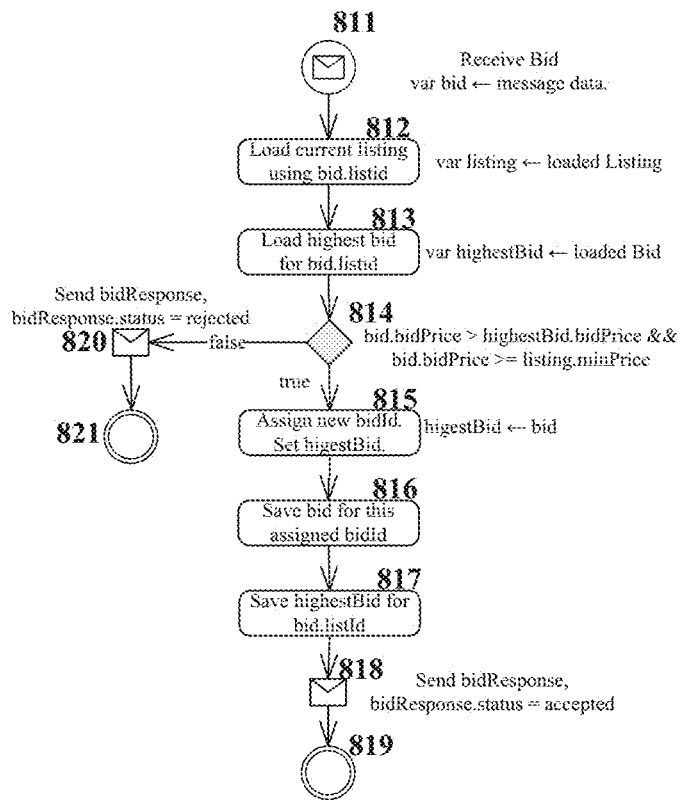 811
Receive Bid
var bid ← message data.
812
Load current listing
using bid.listid
var listing ← loaded Listing
813
Load highest bid
for bid.listid
var highestBid ← loaded Bid
Send bidResponse,
bidResponse.status = rejected
814
820
false
bid.bidPrice > highestBid.bidPrice &&
bid.bidPrice >= listing.minPrice
true
821
815
Assign new bidId.
Set higestBid.
higestBid ← bid
816
Save bid for this
assigned bidId
817
Save highestBid for
bid.listId
818
Send bidResponse,
bidResponse.status = accepted
819